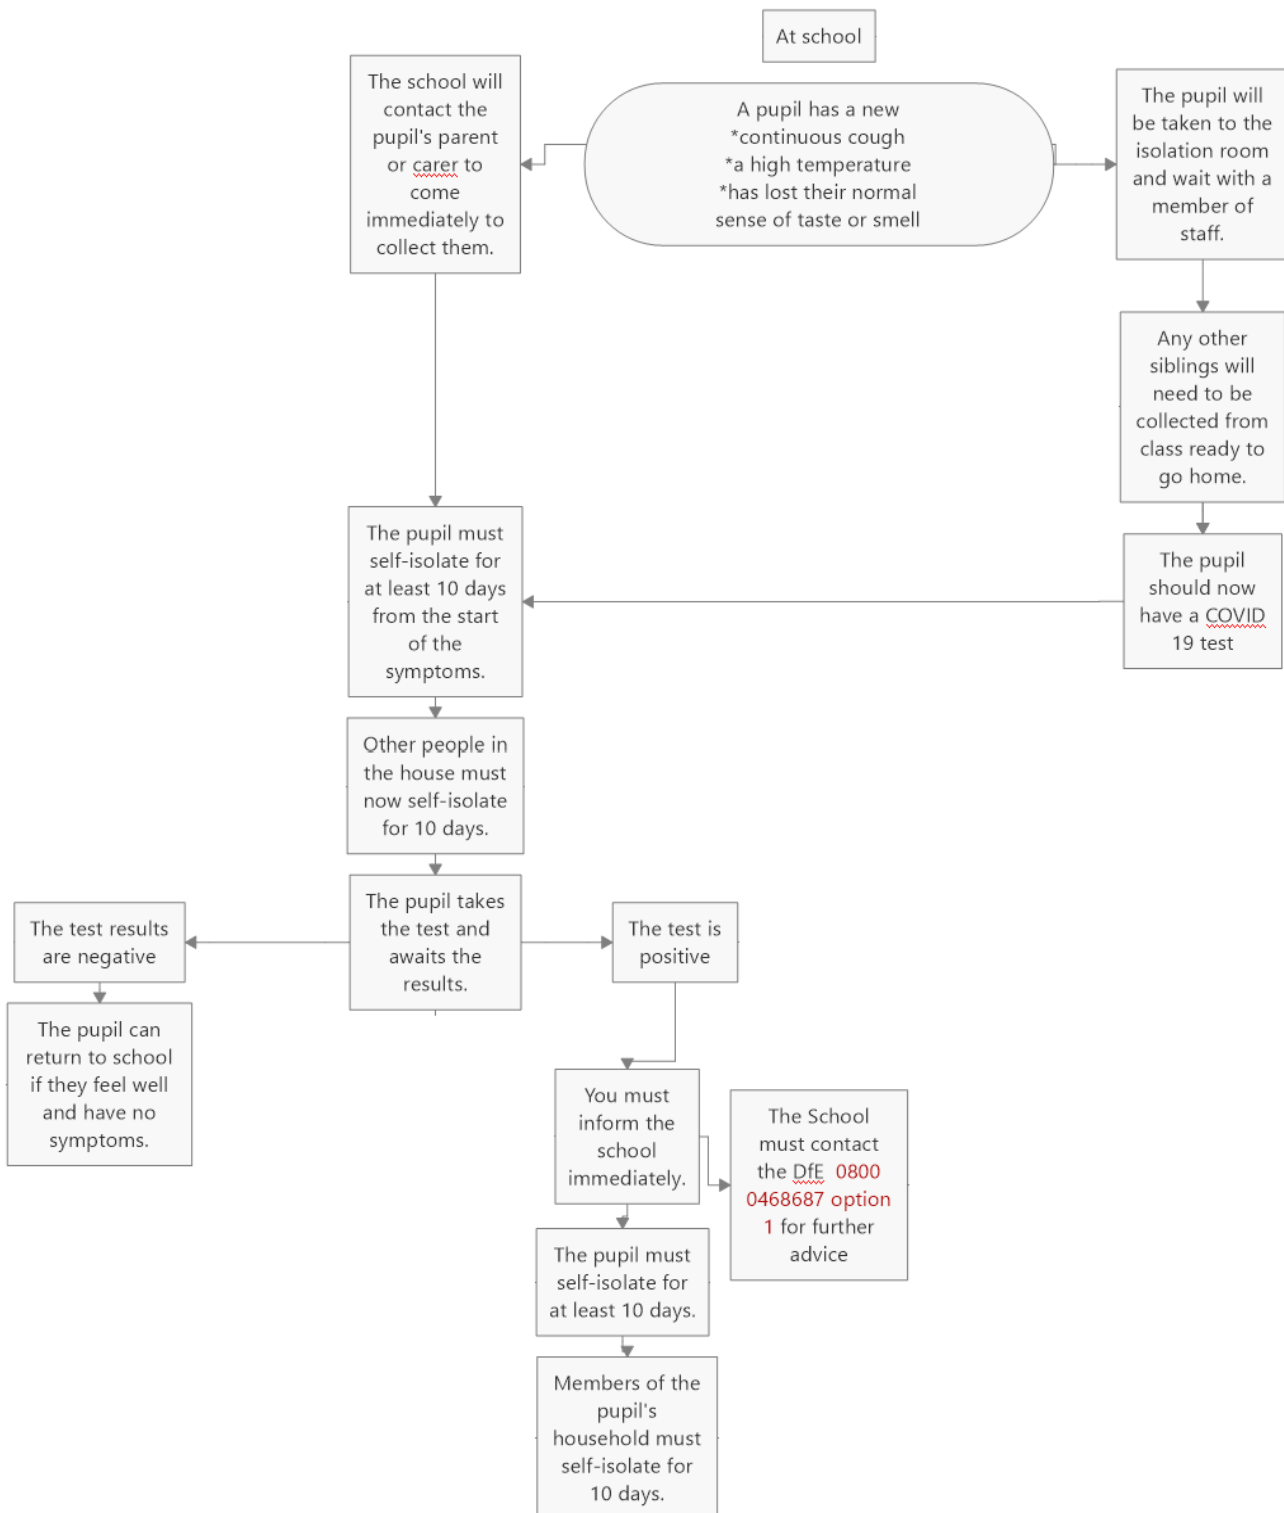 At school
The school will
contact the
pupil's parent
or carer to
come
immediately to
collect them.
A pupil has a new
*continuous cough
*a high temperature
*has lost their normal
sense of taste or smell
The pupil will
be taken to the
isolation room
and wait with a
member of
staff.
Any other
siblings will
need to be
collected from
class ready to
go home.
The pupil
should now
have a COVID
19 test
The pupil must
self-isolate for
at least 10 days
from the start
of the
symptoms.
Other people in
the house must
now self-isolate
for 10 days.
The pupil takes
the test and
awaits the
results.
The test results
are negative
The pupil can
return to school
if they feel well
and have no
symptoms.
The test is
positive
You must
inform the
school
immediately.
The School
must contact
the DfE 0800
0468687 option
1 for further
advice
The pupil must
self-isolate for
at least 10 days.
Members of the
pupil's
household must
self-isolate for
10 days.